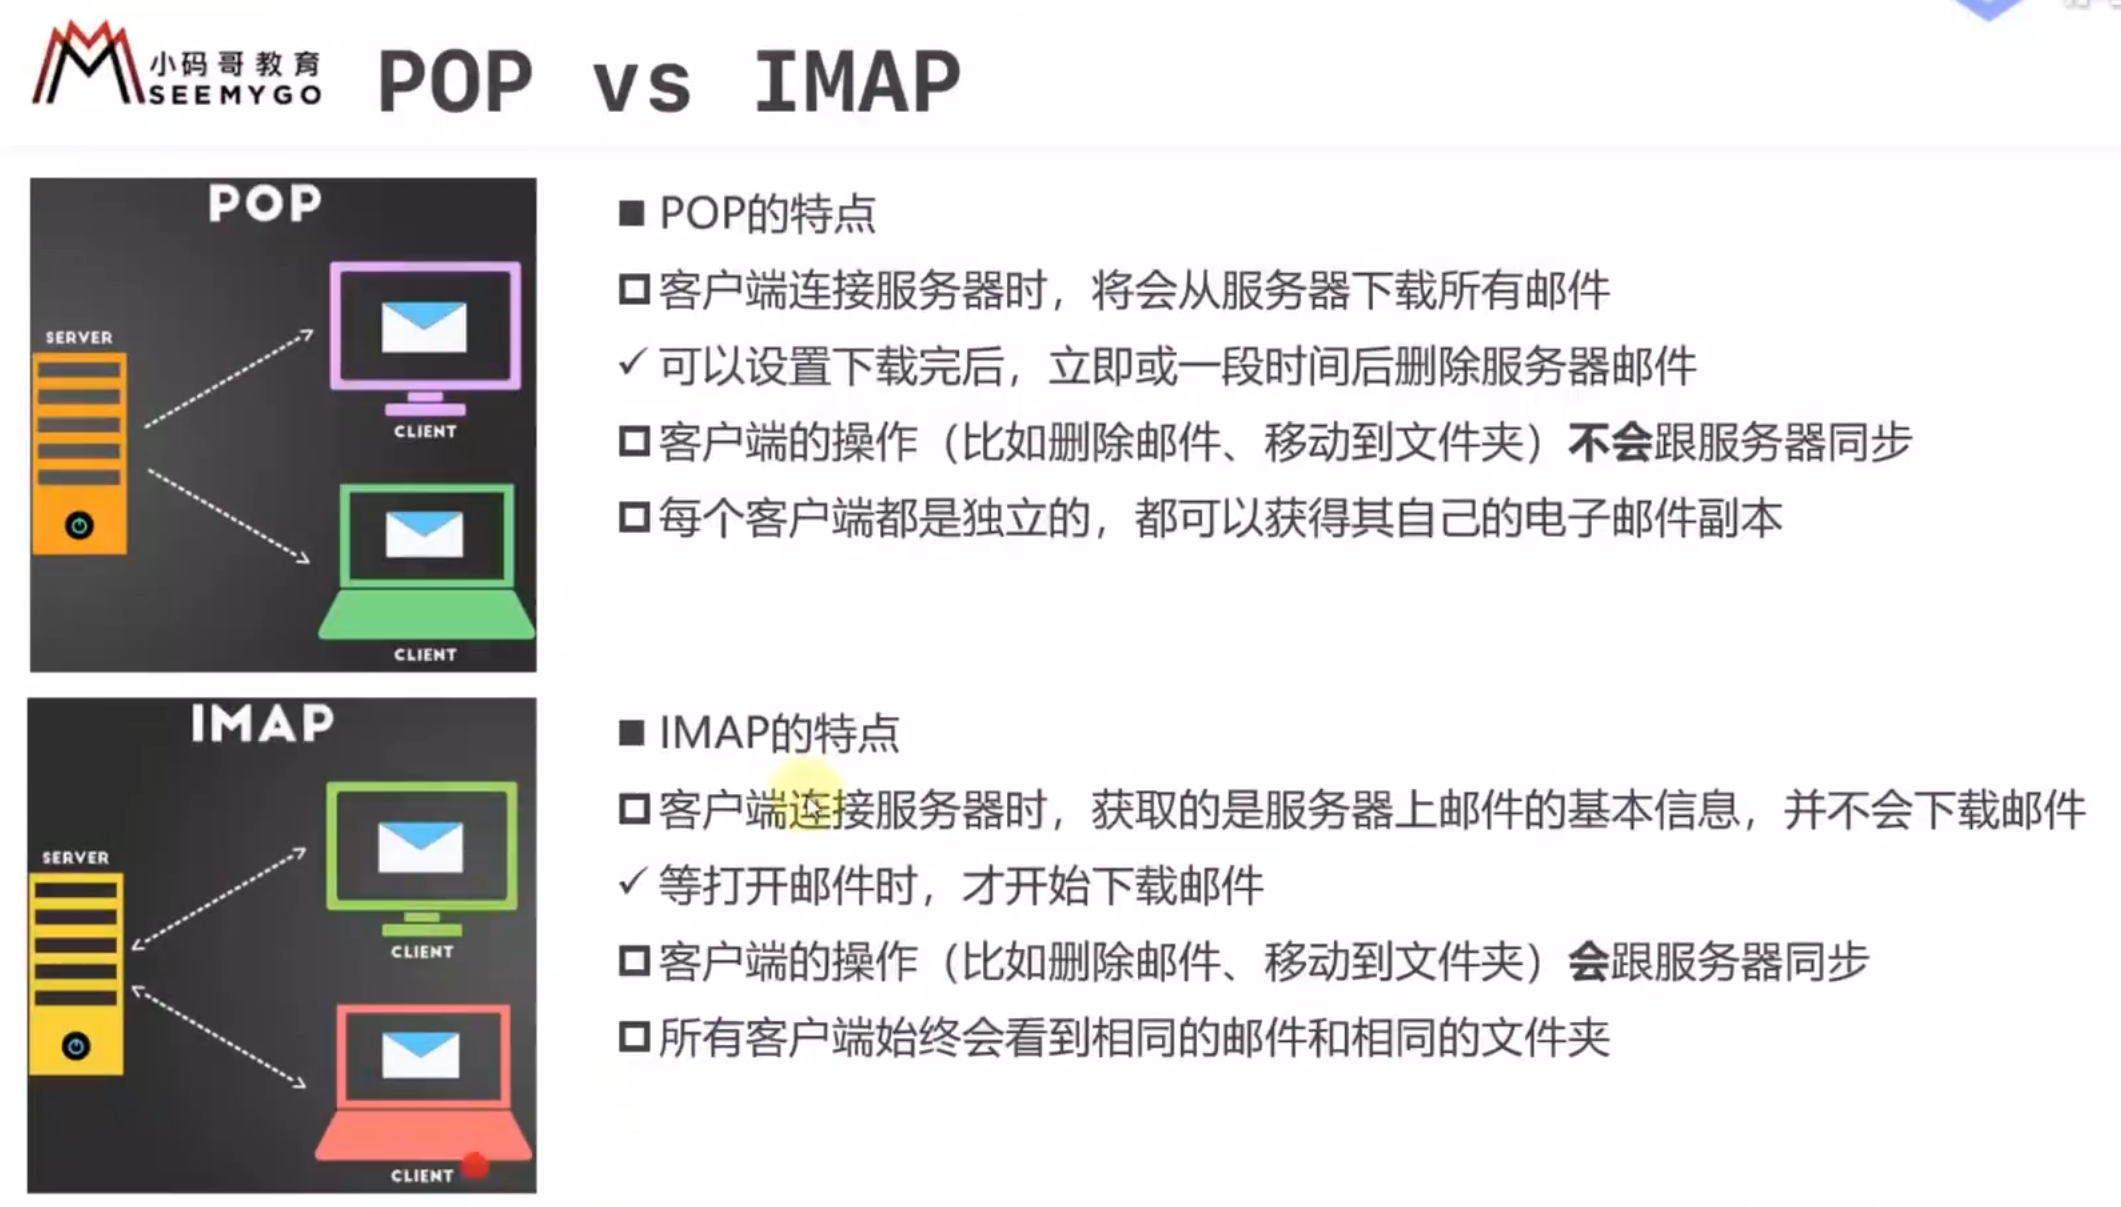 小码哥教育
SEEMYGO
POP vs IMAP
POP
SERVER
CLIENT
CLIENT
■ POP的特点
客户端连接服务器时，将会从服务器下载所有邮件
✓ 可以设置下载完后，立即或一段时间后删除服务器邮件
客户端的操作（比如删除邮件、移动到文件夹）不会跟服务器同步
每个客户端都是独立的，都可以获得其自己的电子邮件副本
IMAP
SERVER
CLIENT
CLIENT
■ IMAP的特点
客户端连接服务器时，获取的是服务器上邮件的基本信息，并不会下载邮件
✓ 等打开邮件时，才开始下载邮件
客户端的操作（比如删除邮件、移动到文件夹）会跟服务器同步
所有客户端始终会看到相同的邮件和相同的文件夹